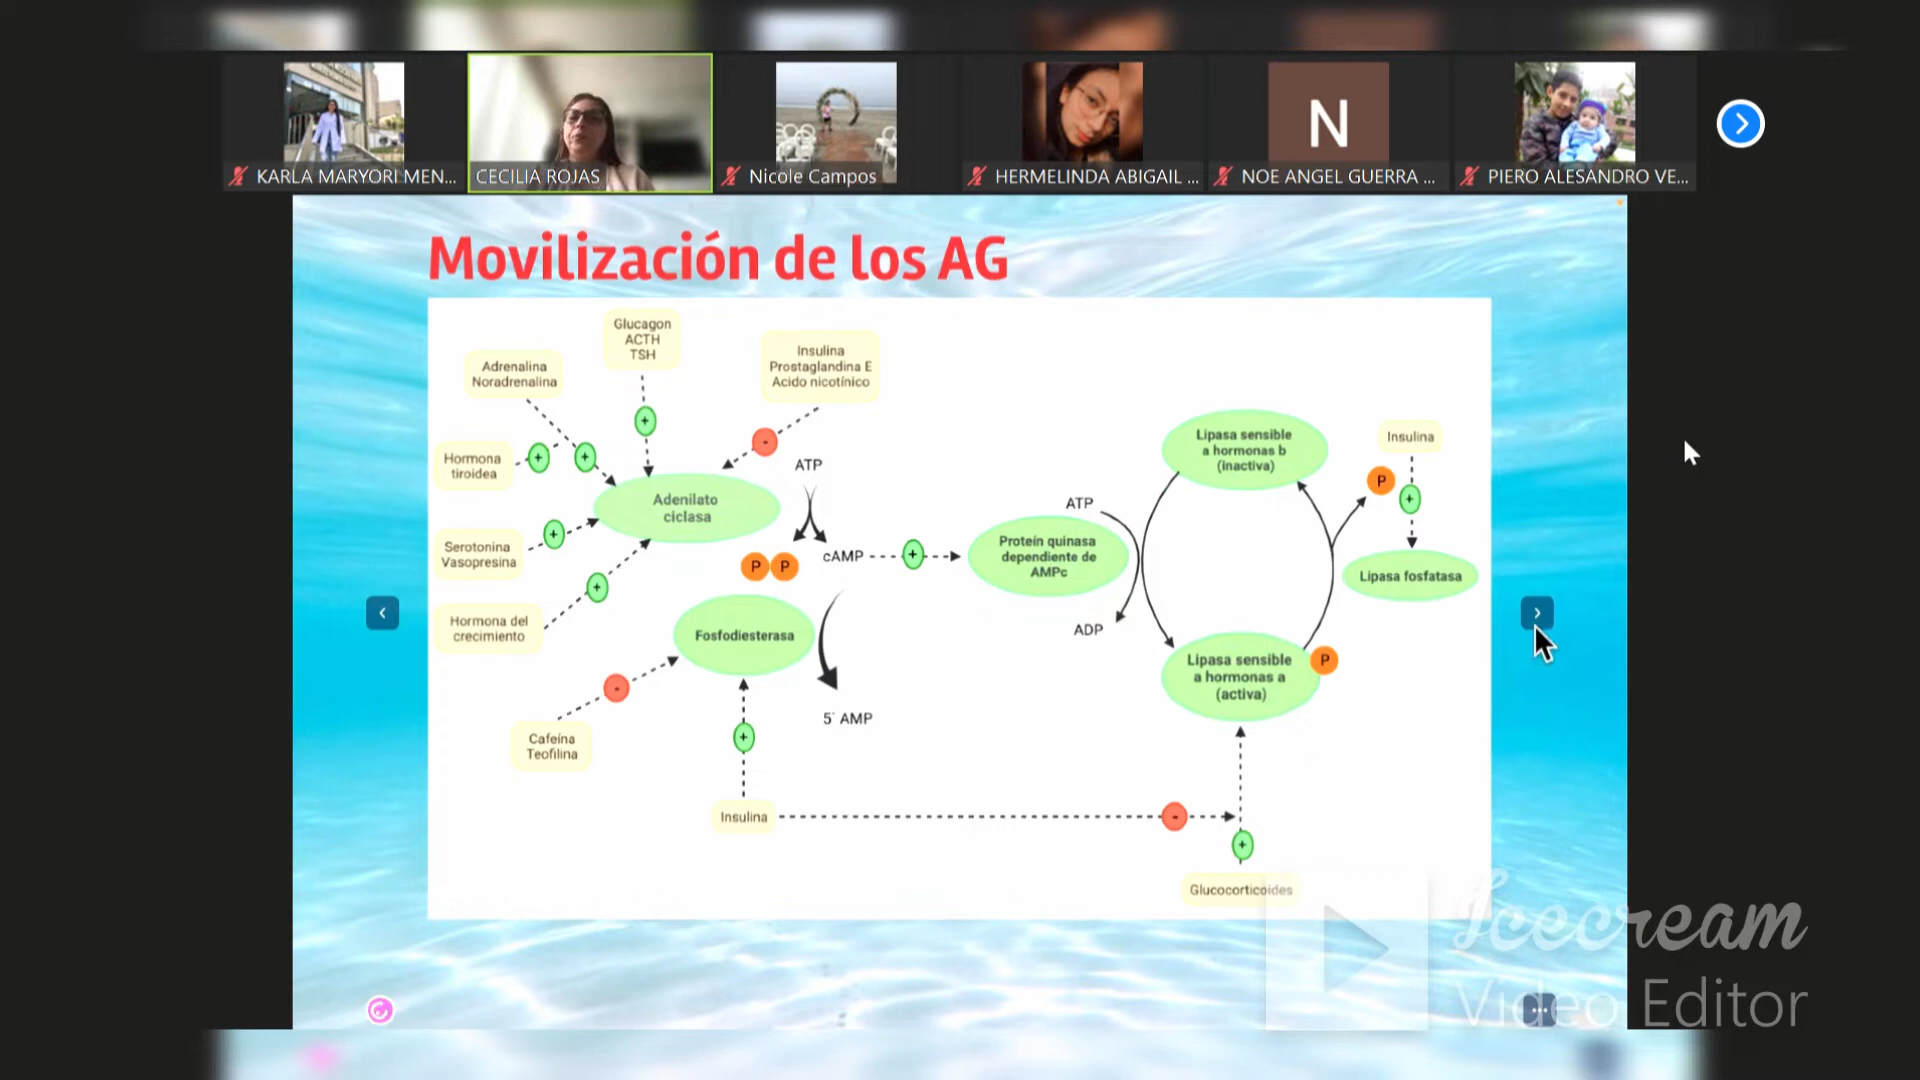 KARLA MARYORI MEN...
CECILIA ROJAS
Nicole Campos
HERMELINDA ABIGAIL ...
N
NOE ANGEL GUERRA ...
PIERO ALESANDRO VE...
Movilización de los AG
Glucagon
ACTH
TSH
Adrenalina
Noradrenalina
Insulina
Prostaglandina E
Acido nicotínico
+
-
Hormona
tiroidea
+
+
ATP
Adenilato
ciclasa
Serotonina
Vasopresina
+
P
P
cAMP
+
Hormona del
crecimiento
+
Fosfodiesterasa
-
Cafeína
Teofilina
+
5´ AMP
Insulina
-
ATP
Proteín quinasa
dependiente de
AMPc
ADP
Lipasa sensible
a hormonas b
(inactiva)
Insulina
P
+
Lipasa fosfatasa
Lipasa sensible
a hormonas a
(activa)
P
+
Glucocorticoides
Icecream
Video Editor